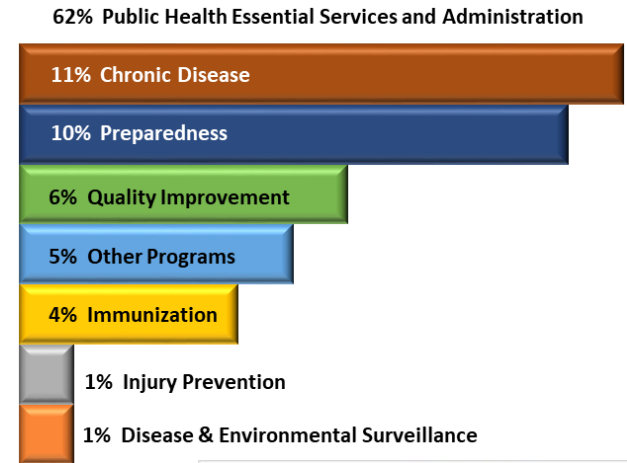 62% Public Health Essential Services and Administration
11% Chronic Disease
10% Preparedness
6% Quality Improvement
5% Other Programs
4% Immunization
1% Injury Prevention
1% Disease & Environmental Surveillance